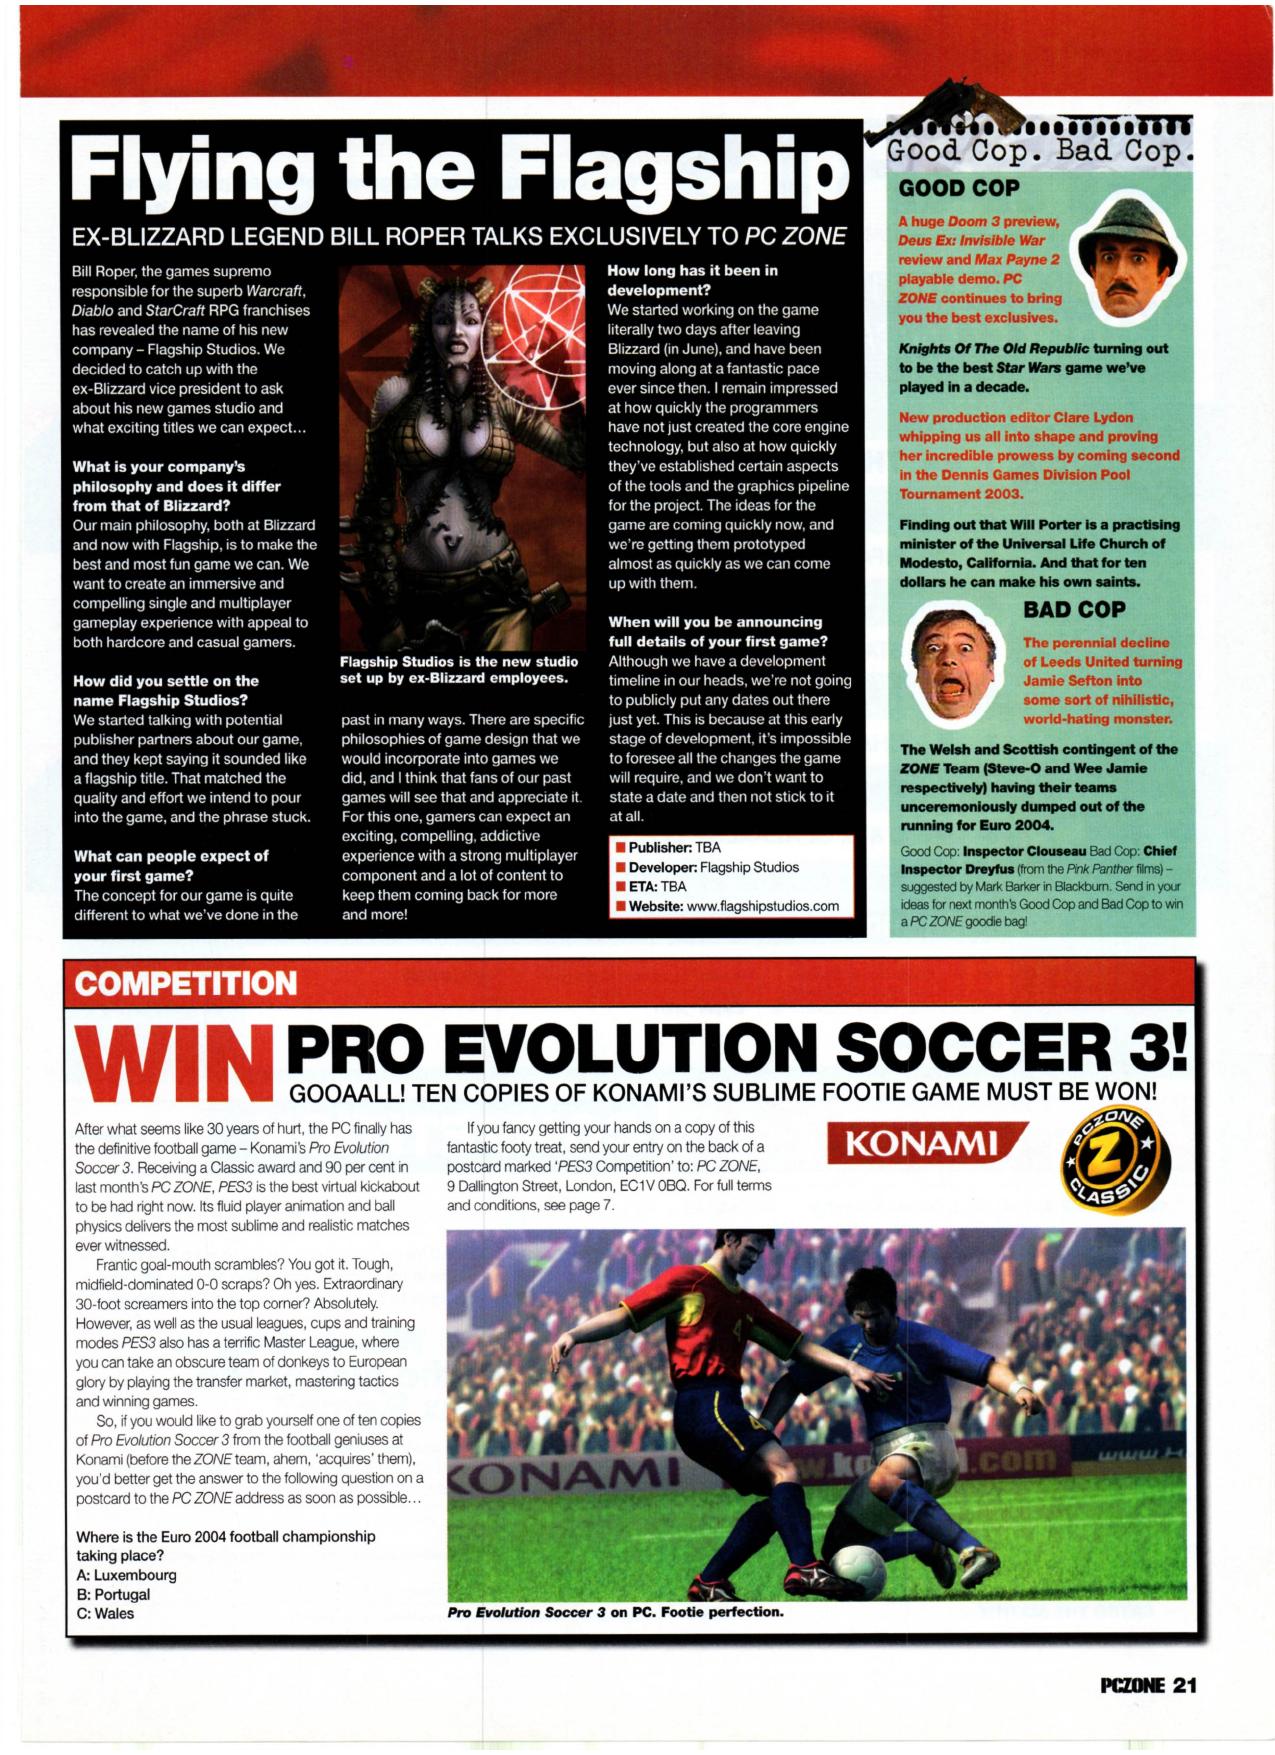 Flying the Flagship
EX-BLIZZARD LEGEND BILL ROPER TALKS EXCLUSIVELY TO PC ZONE
Bill Roper, the games supremo
responsible for the superb Warcraft,
Diablo and StarCraft RPG franchises
has revealed the name of his new
company – Flagship Studios. We
decided to catch up with the
ex-Blizzard vice president to ask
about his new games studio and
what exciting titles we can expect...
What is your company's
philosophy and does it differ
from that of Blizzard?
Our main philosophy, both at Blizzard
and now with Flagship, is to make the
best and most fun game we can. We
want to create an immersive and
compelling single and multiplayer
gameplay experience with appeal to
both hardcore and casual gamers.
How did you settle on the
name Flagship Studios?
We started talking with potential
publisher partners about our game,
and they kept saying it sounded like
a flagship title. That matched the
quality and effort we intend to pour
into the game, and the phrase stuck.
What can people expect of
your first game?
The concept for our game is quite
different to what we've done in the
Flagship Studios is the new studio
set up by ex-Blizzard employees.
past in many ways. There are specific
philosophies of game design that we
would incorporate into games we
did, and I think that fans of our past
games will see that and appreciate it.
For this one, gamers can expect an
exciting, compelling, addictive
experience with a strong multiplayer
component and a lot of content to
keep them coming back for more
and more!
How long has it been in
development?
We started working on the game
literally two days after leaving
Blizzard (in June), and have been
moving along at a fantastic pace
ever since then. I remain impressed
at how quickly the programmers
have not just created the core engine
technology, but also at how quickly
they've established certain aspects
of the tools and the graphics pipeline
for the project. The ideas for the
game are coming quickly now, and
we're getting them prototyped
almost as quickly as we can come
up with them.
When will you be announcing
full details of your first game?
Although we have a development
timeline in our heads, we're not going
to publicly put any dates out there
just yet. This is because at this early
stage of development, it's impossible
to foresee all the changes the game
will require, and we don't want to
state a date and then not stick to it
at all.
Publisher: TBA
Developer: Flagship Studios
ETA: TBA
Website: www.flagshipstudios.com
Good Cop. Bad Cop.
GOOD COP
A huge Doom 3 preview,
Deus Ex: Invisible War
review and Max Payne 2
playable demo. PC
ZONE continues to bring
you the best exclusives.
Knights Of The Old Republic turning out
to be the best Star Wars game we've
played in a decade.
New production editor Clare Lydon
whipping us all into shape and proving
her incredible prowess by coming second
in the Dennis Games Division Pool
Tournament 2003.
Finding out that Will Porter is a practising
minister of the Universal Life Church of
Modesto, California. And that for ten
dollars he can make his own saints.
BAD COP
The perennial decline
of Leeds United turning
Jamie Sefton into
some sort of nihilistic,
world-hating monster.
The Welsh and Scottish contingent of the
ZONE Team (Steve-O and Wee Jamie
respectively) having their teams
unceremoniously dumped out of the
running for Euro 2004.
Good Cop: Inspector Clouseau Bad Cop: Chief
Inspector Dreyfus (from the Pink Panther films) –
suggested by Mark Barker in Blackburn. Send in your
ideas for next month's Good Cop and Bad Cop to win
a PC ZONE goodie bag!
COMPETITION
WIN PRO EVOLUTION SOCCER 3!
GOOAALL! TEN COPIES OF KONAMI'S SUBLIME FOOTIE GAME MUST BE WON!
After what seems like 30 years of hurt, the PC finally has
the definitive football game – Konami's Pro Evolution
Soccer 3. Receiving a Classic award and 90 per cent in
last month's PC ZONE, PES3 is the best virtual kickabout
to be had right now. Its fluid player animation and ball
physics delivers the most sublime and realistic matches
ever witnessed.
Frantic goal-mouth scrambles? You got it. Tough,
midfield-dominated 0-0 scraps? Oh yes. Extraordinary
30-foot screamers into the top corner? Absolutely.
However, as well as the usual leagues, cups and training
modes PES3 also has a terrific Master League, where
you can take an obscure team of donkeys to European
glory by playing the transfer market, mastering tactics
and winning games.
So, if you would like to grab yourself one of ten copies
of Pro Evolution Soccer 3 from the football geniuses at
Konami (before the ZONE team, ahem, 'acquires' them),
you'd better get the answer to the following question on a
postcard to the PC ZONE address as soon as possible...
Where is the Euro 2004 football championship
taking place?
A: Luxembourg
B: Portugal
C: Wales
If you fancy getting your hands on a copy of this
fantastic footy treat, send your entry on the back of a
postcard marked 'PES3 Competition' to: PC ZONE,
9 Dallington Street, London, EC1V 0BQ. For full terms
and conditions, see page 7.
KONAMI
PCZONE
Z
CLASSIC
KONAMI
.com
www.
Pro Evolution Soccer 3 on PC. Footie perfection.
PCZONE 21